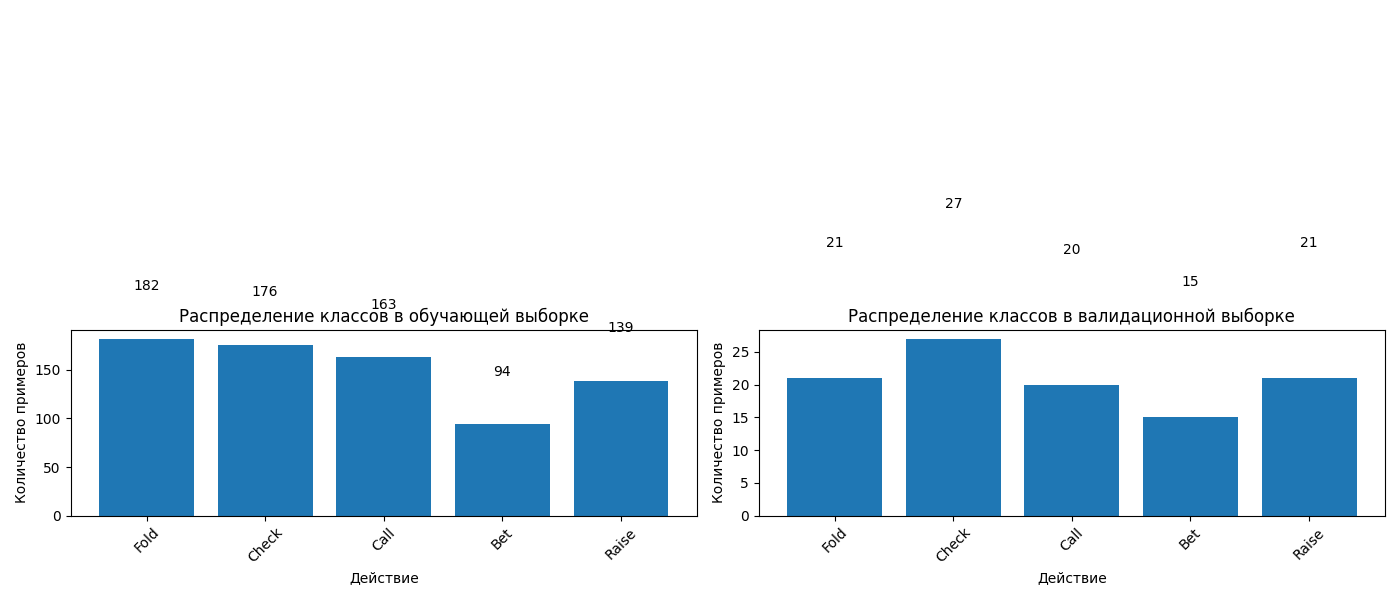 182
176
163
94
139
Распределение классов в обучающей выборке
Количество примеров
150
100
50
0
Fold
Check
Call
Bet
Raise
Действие
21
27
20
15
21
Распределение классов в валидационной выборке
Количество примеров
25
20
15
10
5
0
Fold
Check
Call
Bet
Raise
Действие